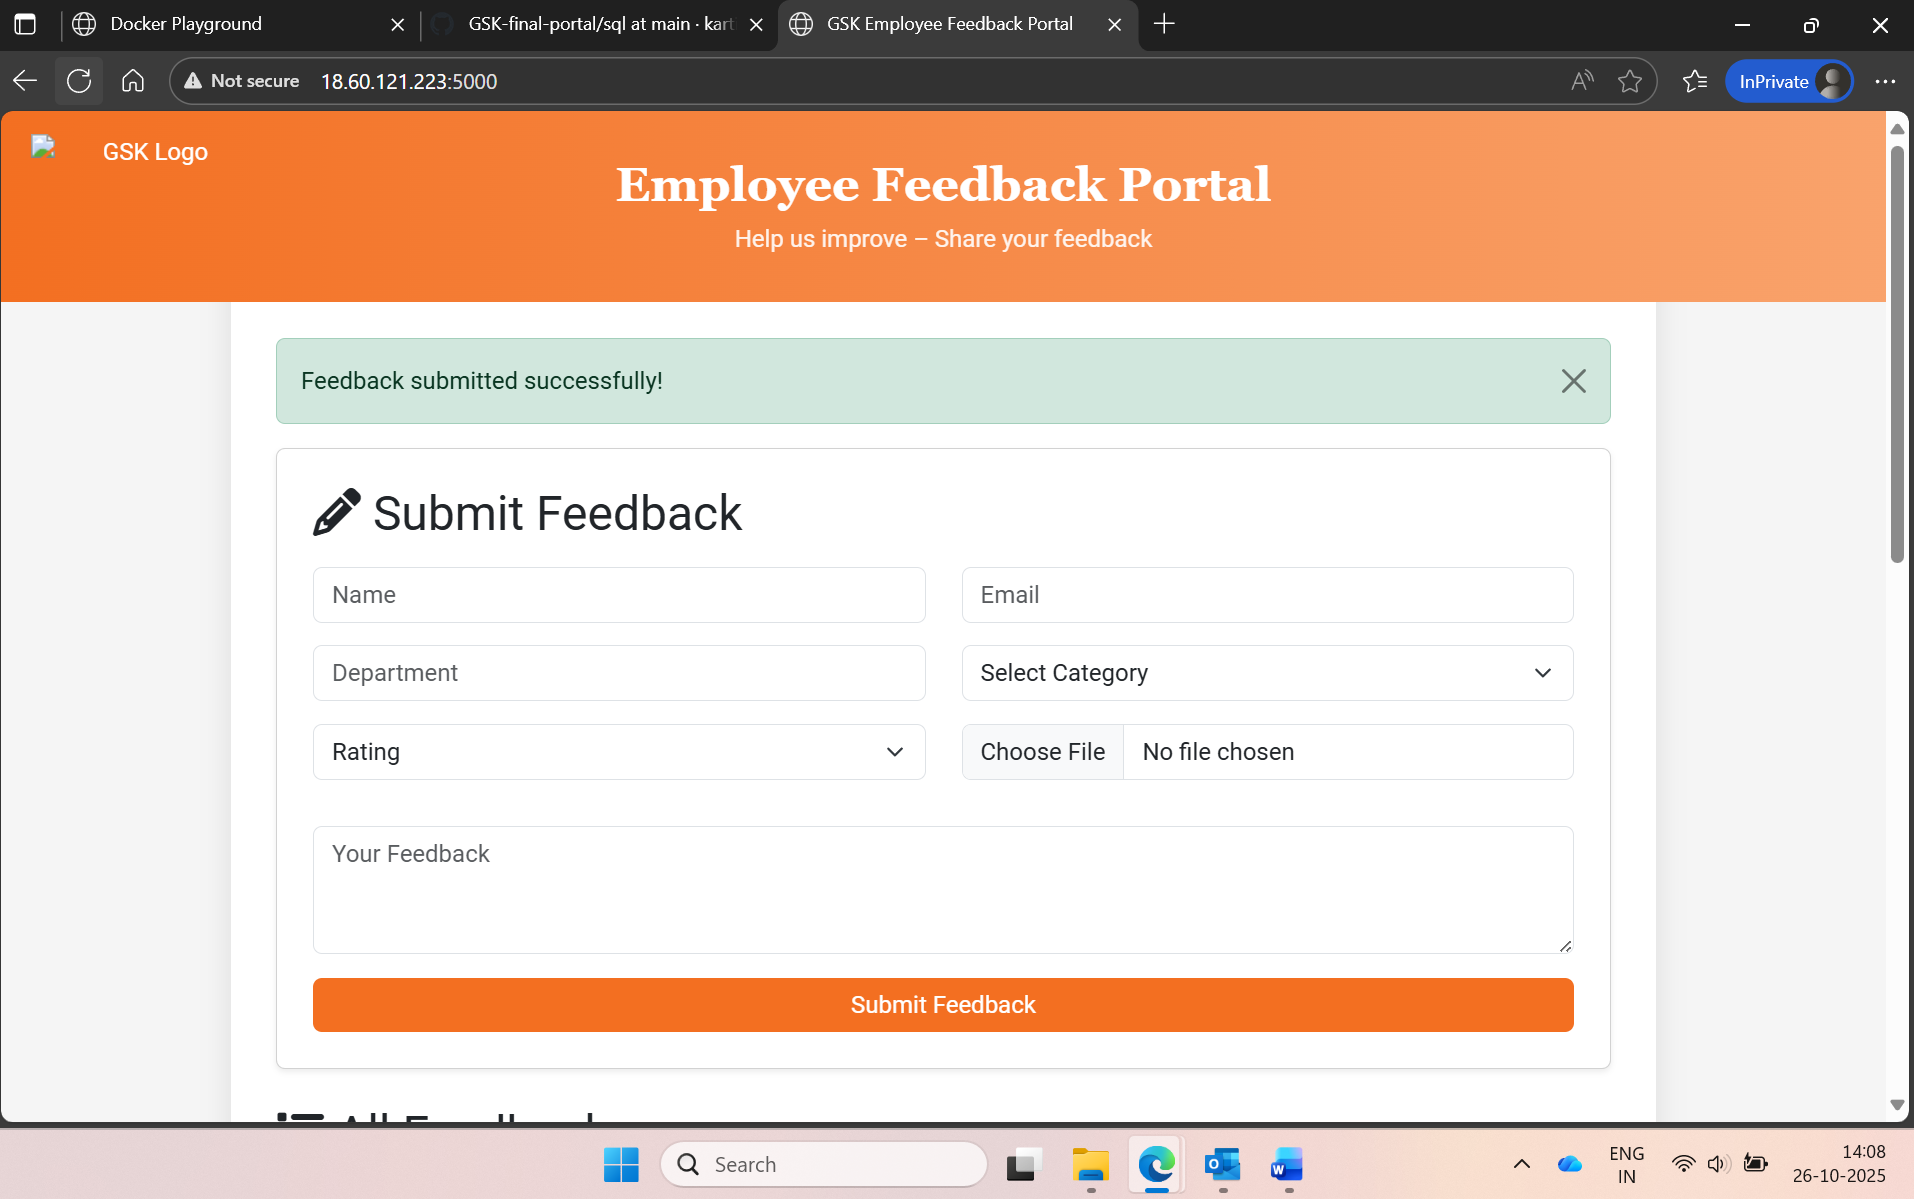 Docker Playground
GSK-final-portal/sql at main · kart
GSK Employee Feedback Portal
Not secure
18.60.121.223:5000
InPrivate
GSK Logo
Employee Feedback Portal
Help us improve – Share your feedback
Feedback submitted successfully!
Submit Feedback
Name
Email
Department
Select Category
Rating
Choose File
No file chosen
Your Feedback
Submit Feedback
All Feedback
Search
ENG
IN
14:08
26-10-2025